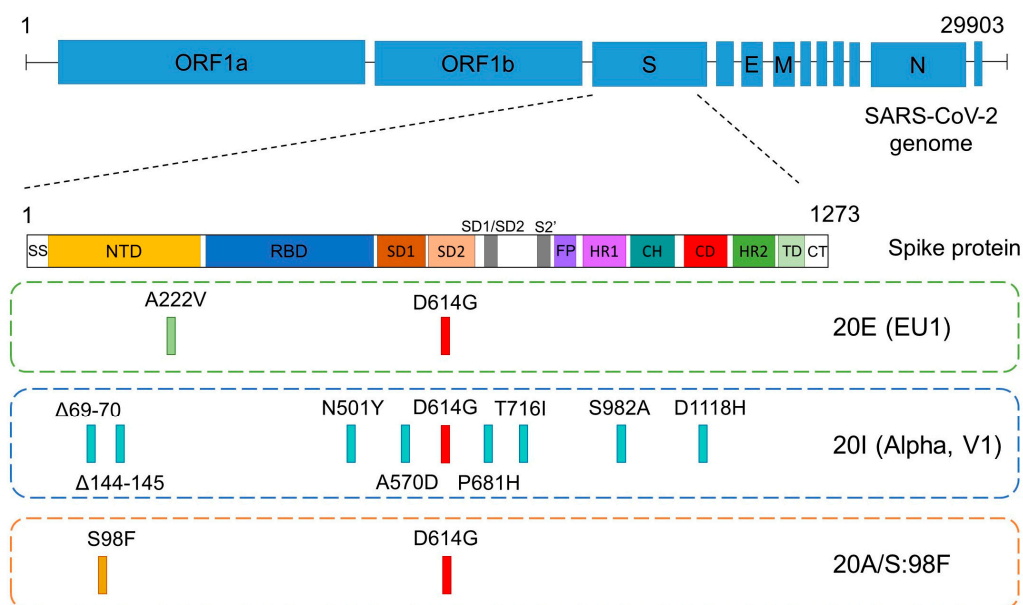 1 29903
ORF1a ORF1b S E M N
SARS-CoV-2
genome
1 1273
SD1/SD2 S2’
SS NTD RBD SD1 SD2 FP HR1 CH CD HR2 TD CT
Spike protein
A222V D614G
20E (EU1)
Δ69-70 N501Y D614G T716I S982A D1118H
20I (Alpha, V1)
Δ144-145 A570D P681H
S98F D614G
20A/S:98F